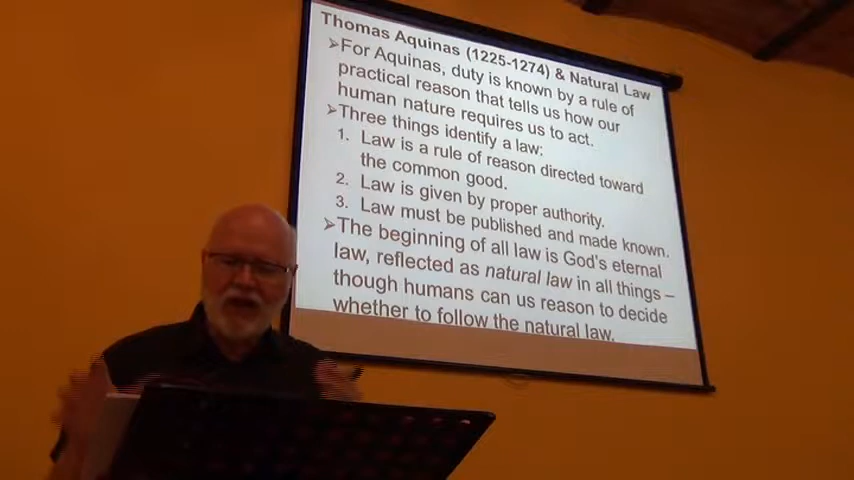 Thomas Aquinas (1225-1274) & Natural Law
➢For Aquinas, duty is known by a rule of
practical reason that tells us how our
human nature requires us to act.
➢Three things identify a law:
1. Law is a rule of reason directed toward
the common good.
2. Law is given by proper authority.
3. Law must be published and made known.
➢The beginning of all law is God's eternal
law, reflected as natural law in all things –
though humans can us reason to decide
whether to follow the natural law.